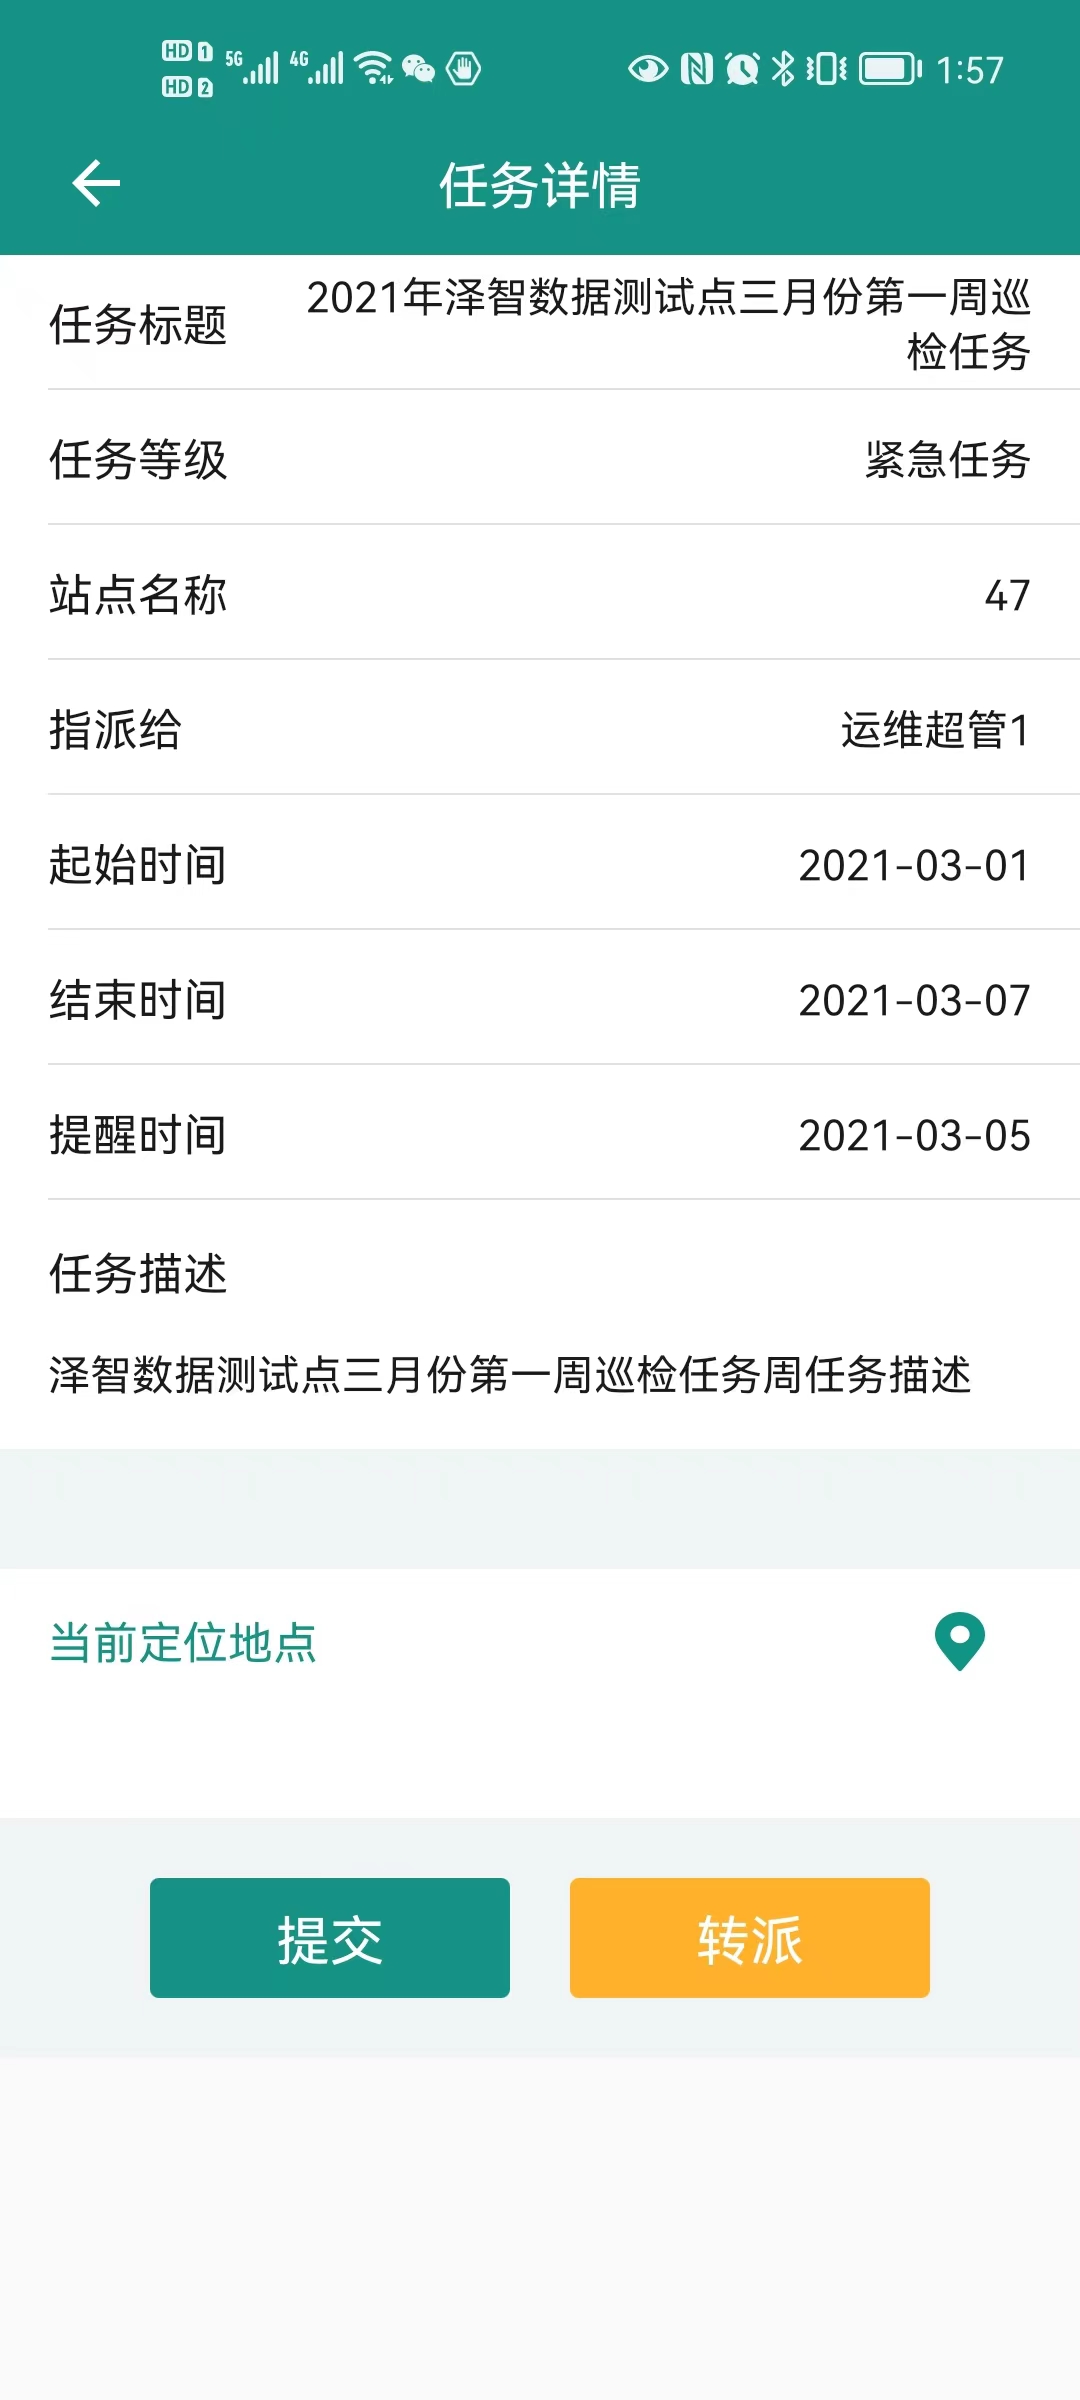 HD 1 5G 4G 1:57
HD 2
任务详情
任务标题 2021年泽智数据测试点三月份第一周巡
检任务
任务等级 紧急任务
站点名称 47
指派给 运维超管1
起始时间 2021-03-01
结束时间 2021-03-07
提醒时间 2021-03-05
任务描述
泽智数据测试点三月份第一周巡检任务周任务描述
当前定位地点
提交 转派